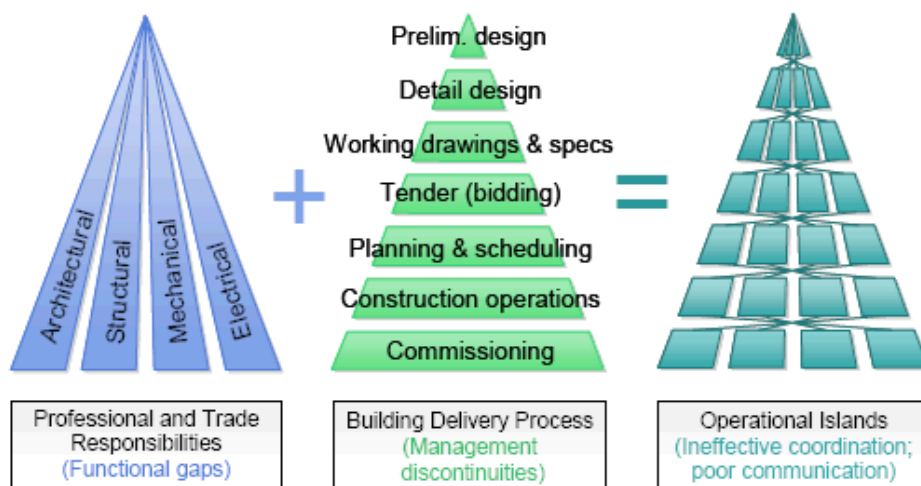 Architectural
Structural
Mechanical
Electrical
+
Prelim. design
Detail design
Working drawings & specs
Tender (bidding)
Planning & scheduling
Construction operations
Commissioning
=
Professional and Trade
Responsibilities
(Functional gaps)
Building Delivery Process
(Management
discontinuities)
Operational Islands
(Ineffective coordination;
poor communication)